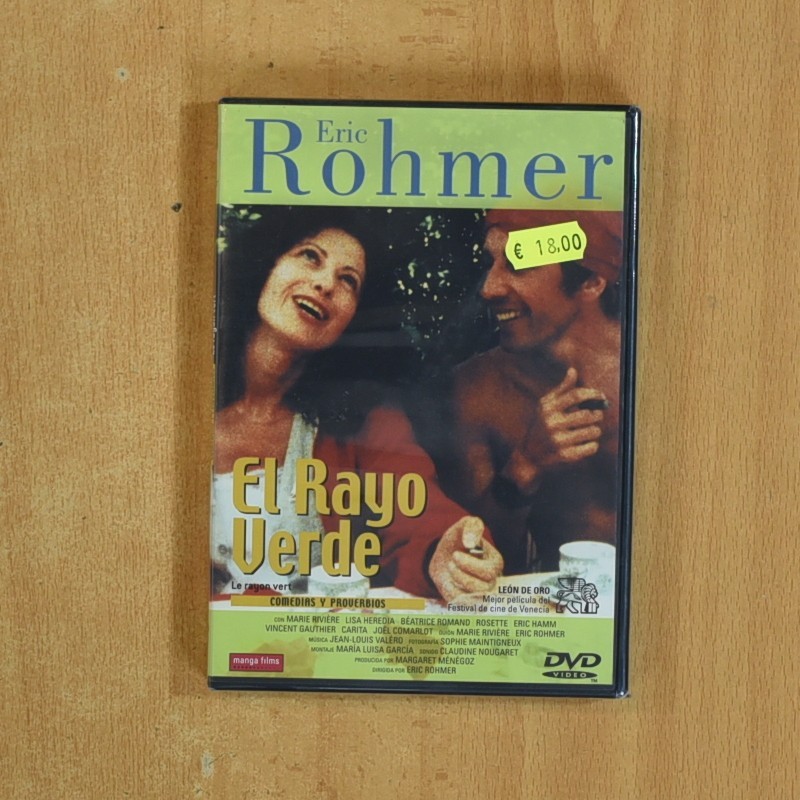 Eric
Rohmer
€ 18,00
El Rayo
Verde
Le rayon vert
COMEDIAS Y PROVERBIOS
LEÓN DE ORO
Mejor película del
Festival de cine de Venecia
CON MARIE RIVIÈRE LISA HEREDIA BÉATRICE ROMAND ROSETTE ERIC HAMM
VINCENT GAUTHIER CARITA JOËL COMARLOT GUIÓN MARIE RIVIÈRE ERIC ROHMER
MÚSICA JEAN-LOUIS VALÉRO FOTOGRAFÍA SOPHIE MAINTIGNEUX
MONTAJE MARÍA LUISA GARCÍA SONIDO CLAUDINE NOUGARET
PRODUCIDA POR MARGARET MÉNÉGOZ
DIRIGIDA POR ERIC ROHMER
manga films
DVD
VIDEO
TM